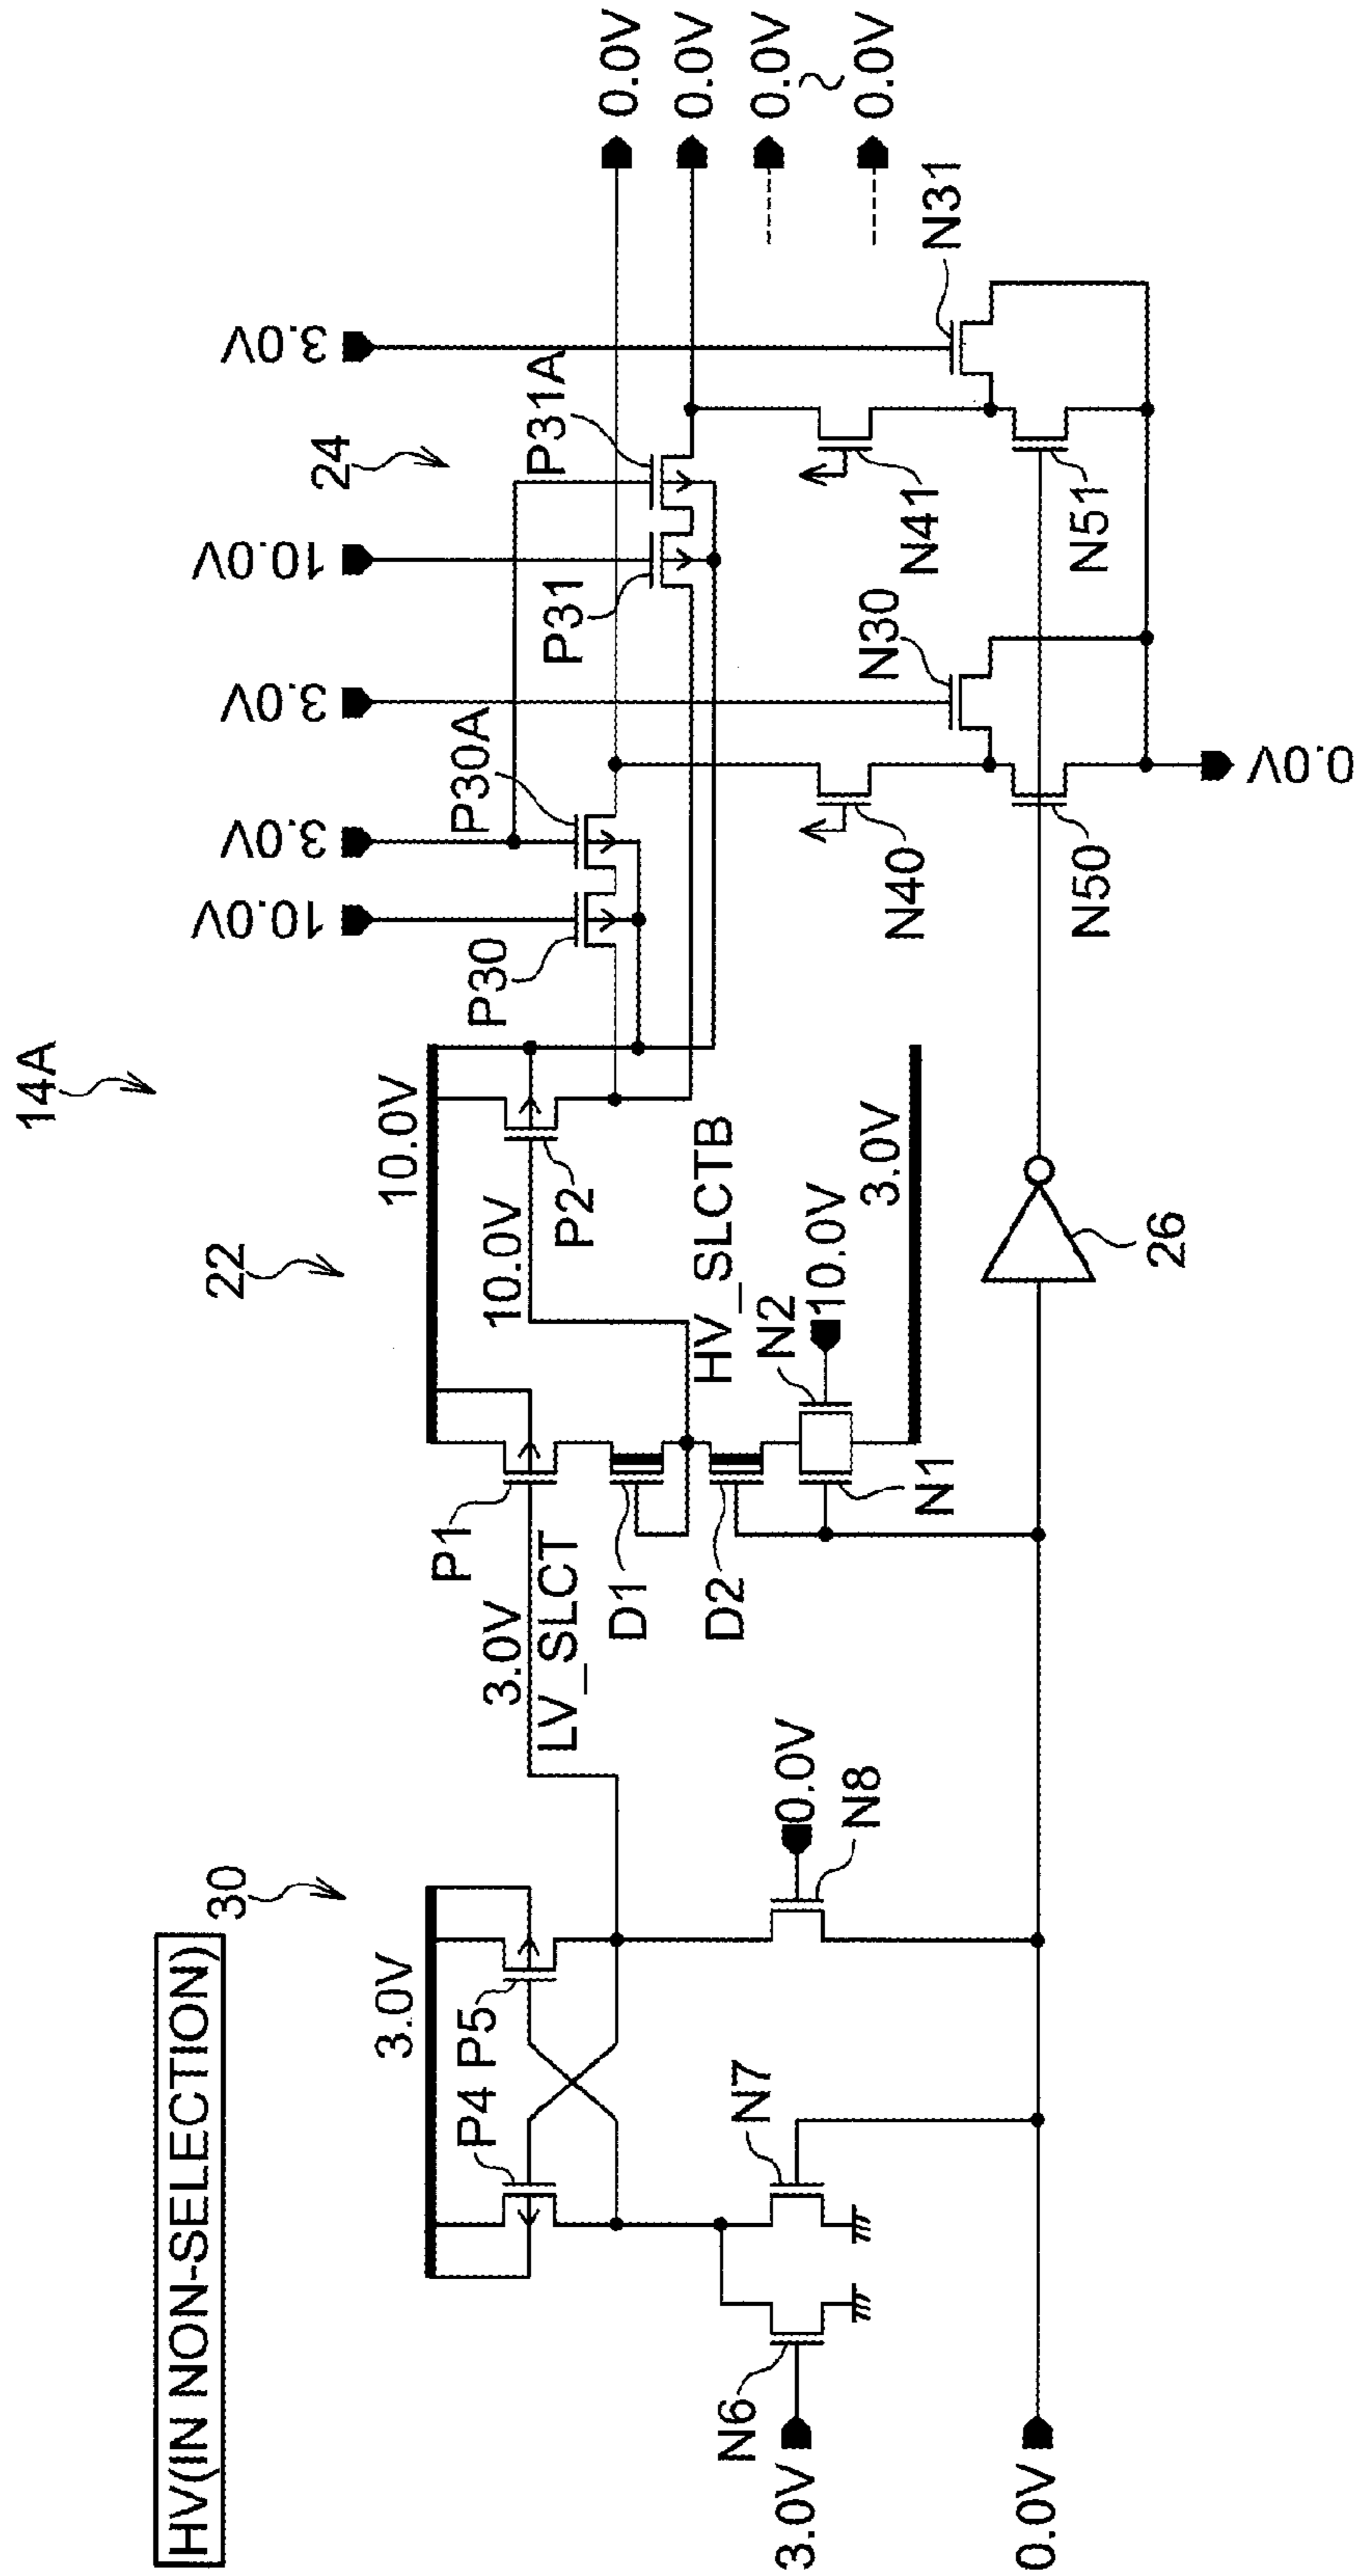 14A
HV(IN NON-SELECTION)
30
22
24
3.0V
P4
P5
3.0V
LV_SLCT
P1
10.0V
10.0V
P2
P30
10.0V
3.0V
P30A
3.0V
P31
10.0V
P31A
3.0V
0.0V
0.0V
0.0V
~
0.0V
D1
D2
HV_SLCTB
N2
10.0V
N1
3.0V
N6
3.0V
N7
0.0V
N8
0.0V
26
N40
N30
N50
0.0V
N41
N51
N31